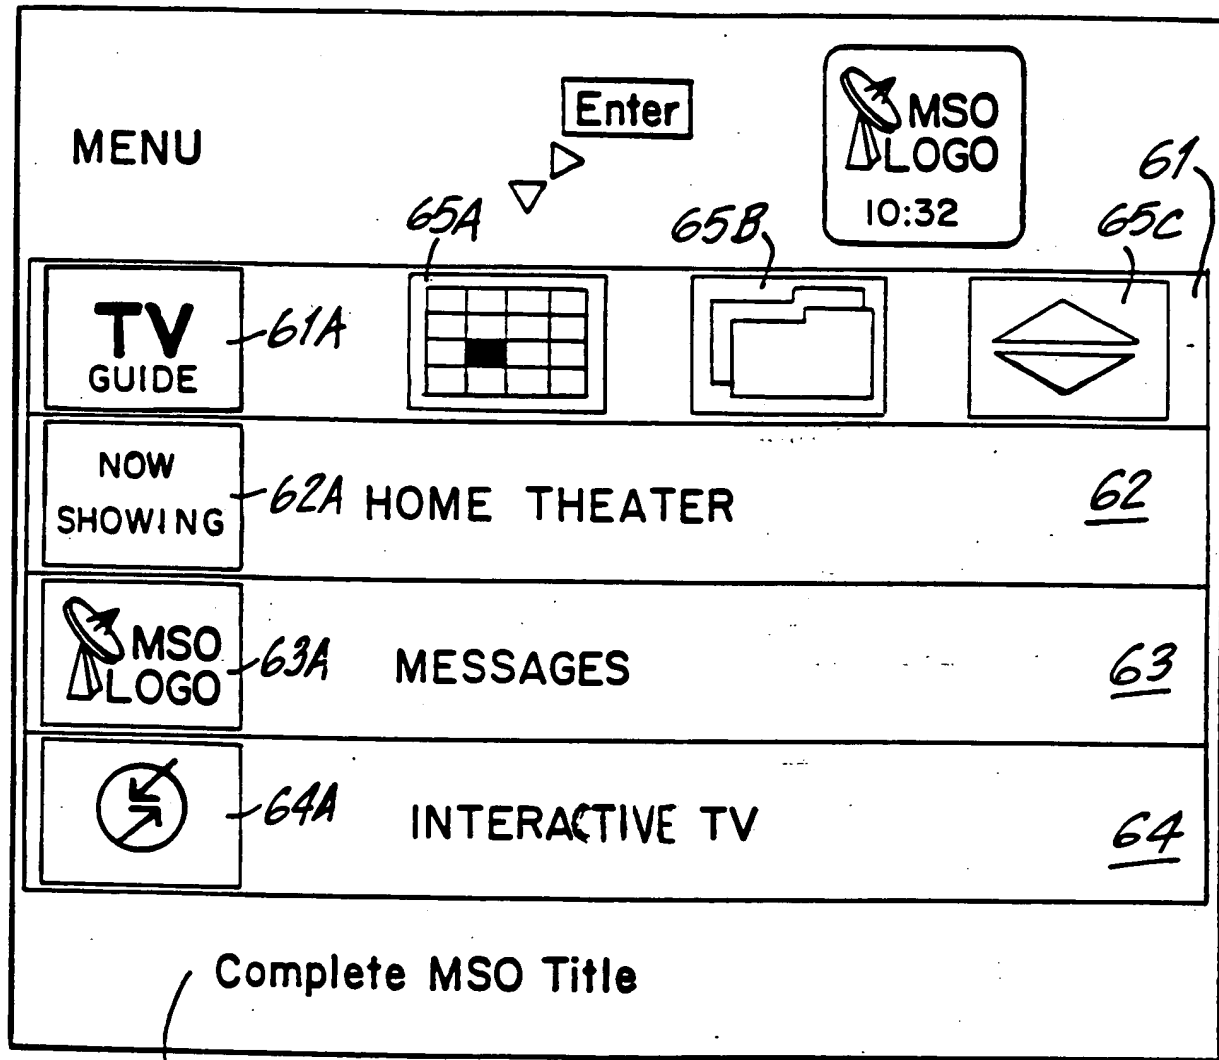 Enter
MSO
LOGO
10:32
MENU
61
65A
65B
65C
TV
GUIDE
61A
NOW
SHOWING
62A
HOME THEATER
62
MSO
LOGO
63A
MESSAGES
63
64A
INTERACTIVE TV
64
Complete MSO Title